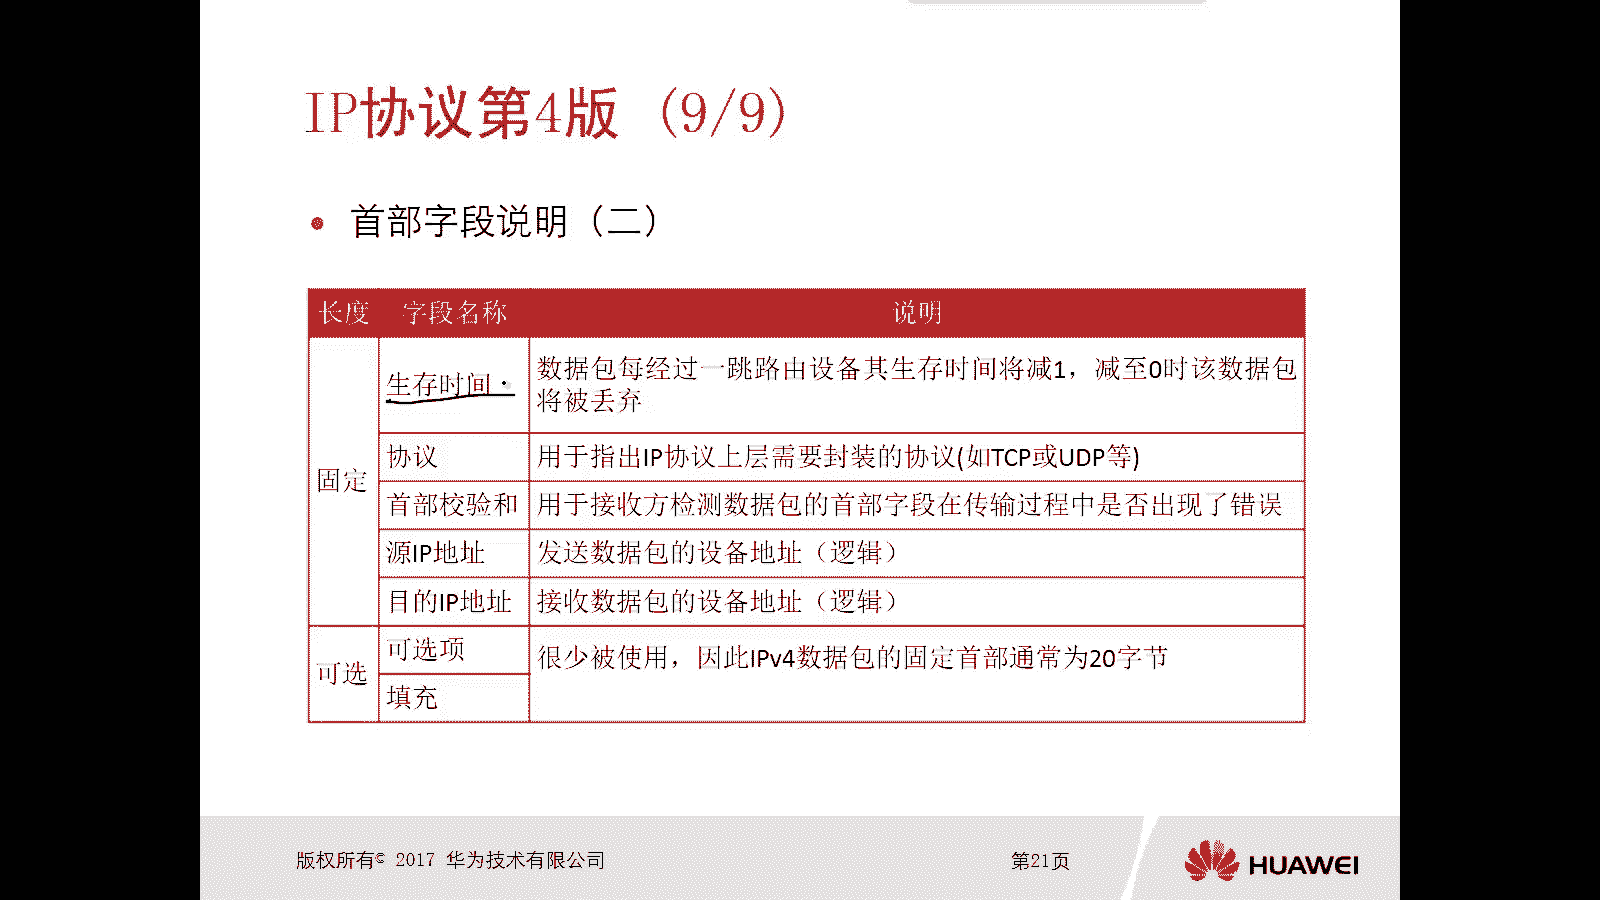 IP协议第4版 (9/9)
• 首部字段说明（二）
长度 字段名称 说明
固定
生存时间
数据包每经过一跳路由设备其生存时间将减1，减至0时该数据包
将被丢弃
协议 用于指出IP协议上层需要封装的协议(如TCP或UDP等)
首部校验和 用于接收方检测数据包的首部字段在传输过程中是否出现了错误
源IP地址 发送数据包的设备地址（逻辑）
目的IP地址 接收数据包的设备地址（逻辑）
可选
可选项
很少被使用，因此IPv4数据包的固定首部通常为20字节
填充
版权所有© 2017 华为技术有限公司 第21页 HUAWEI